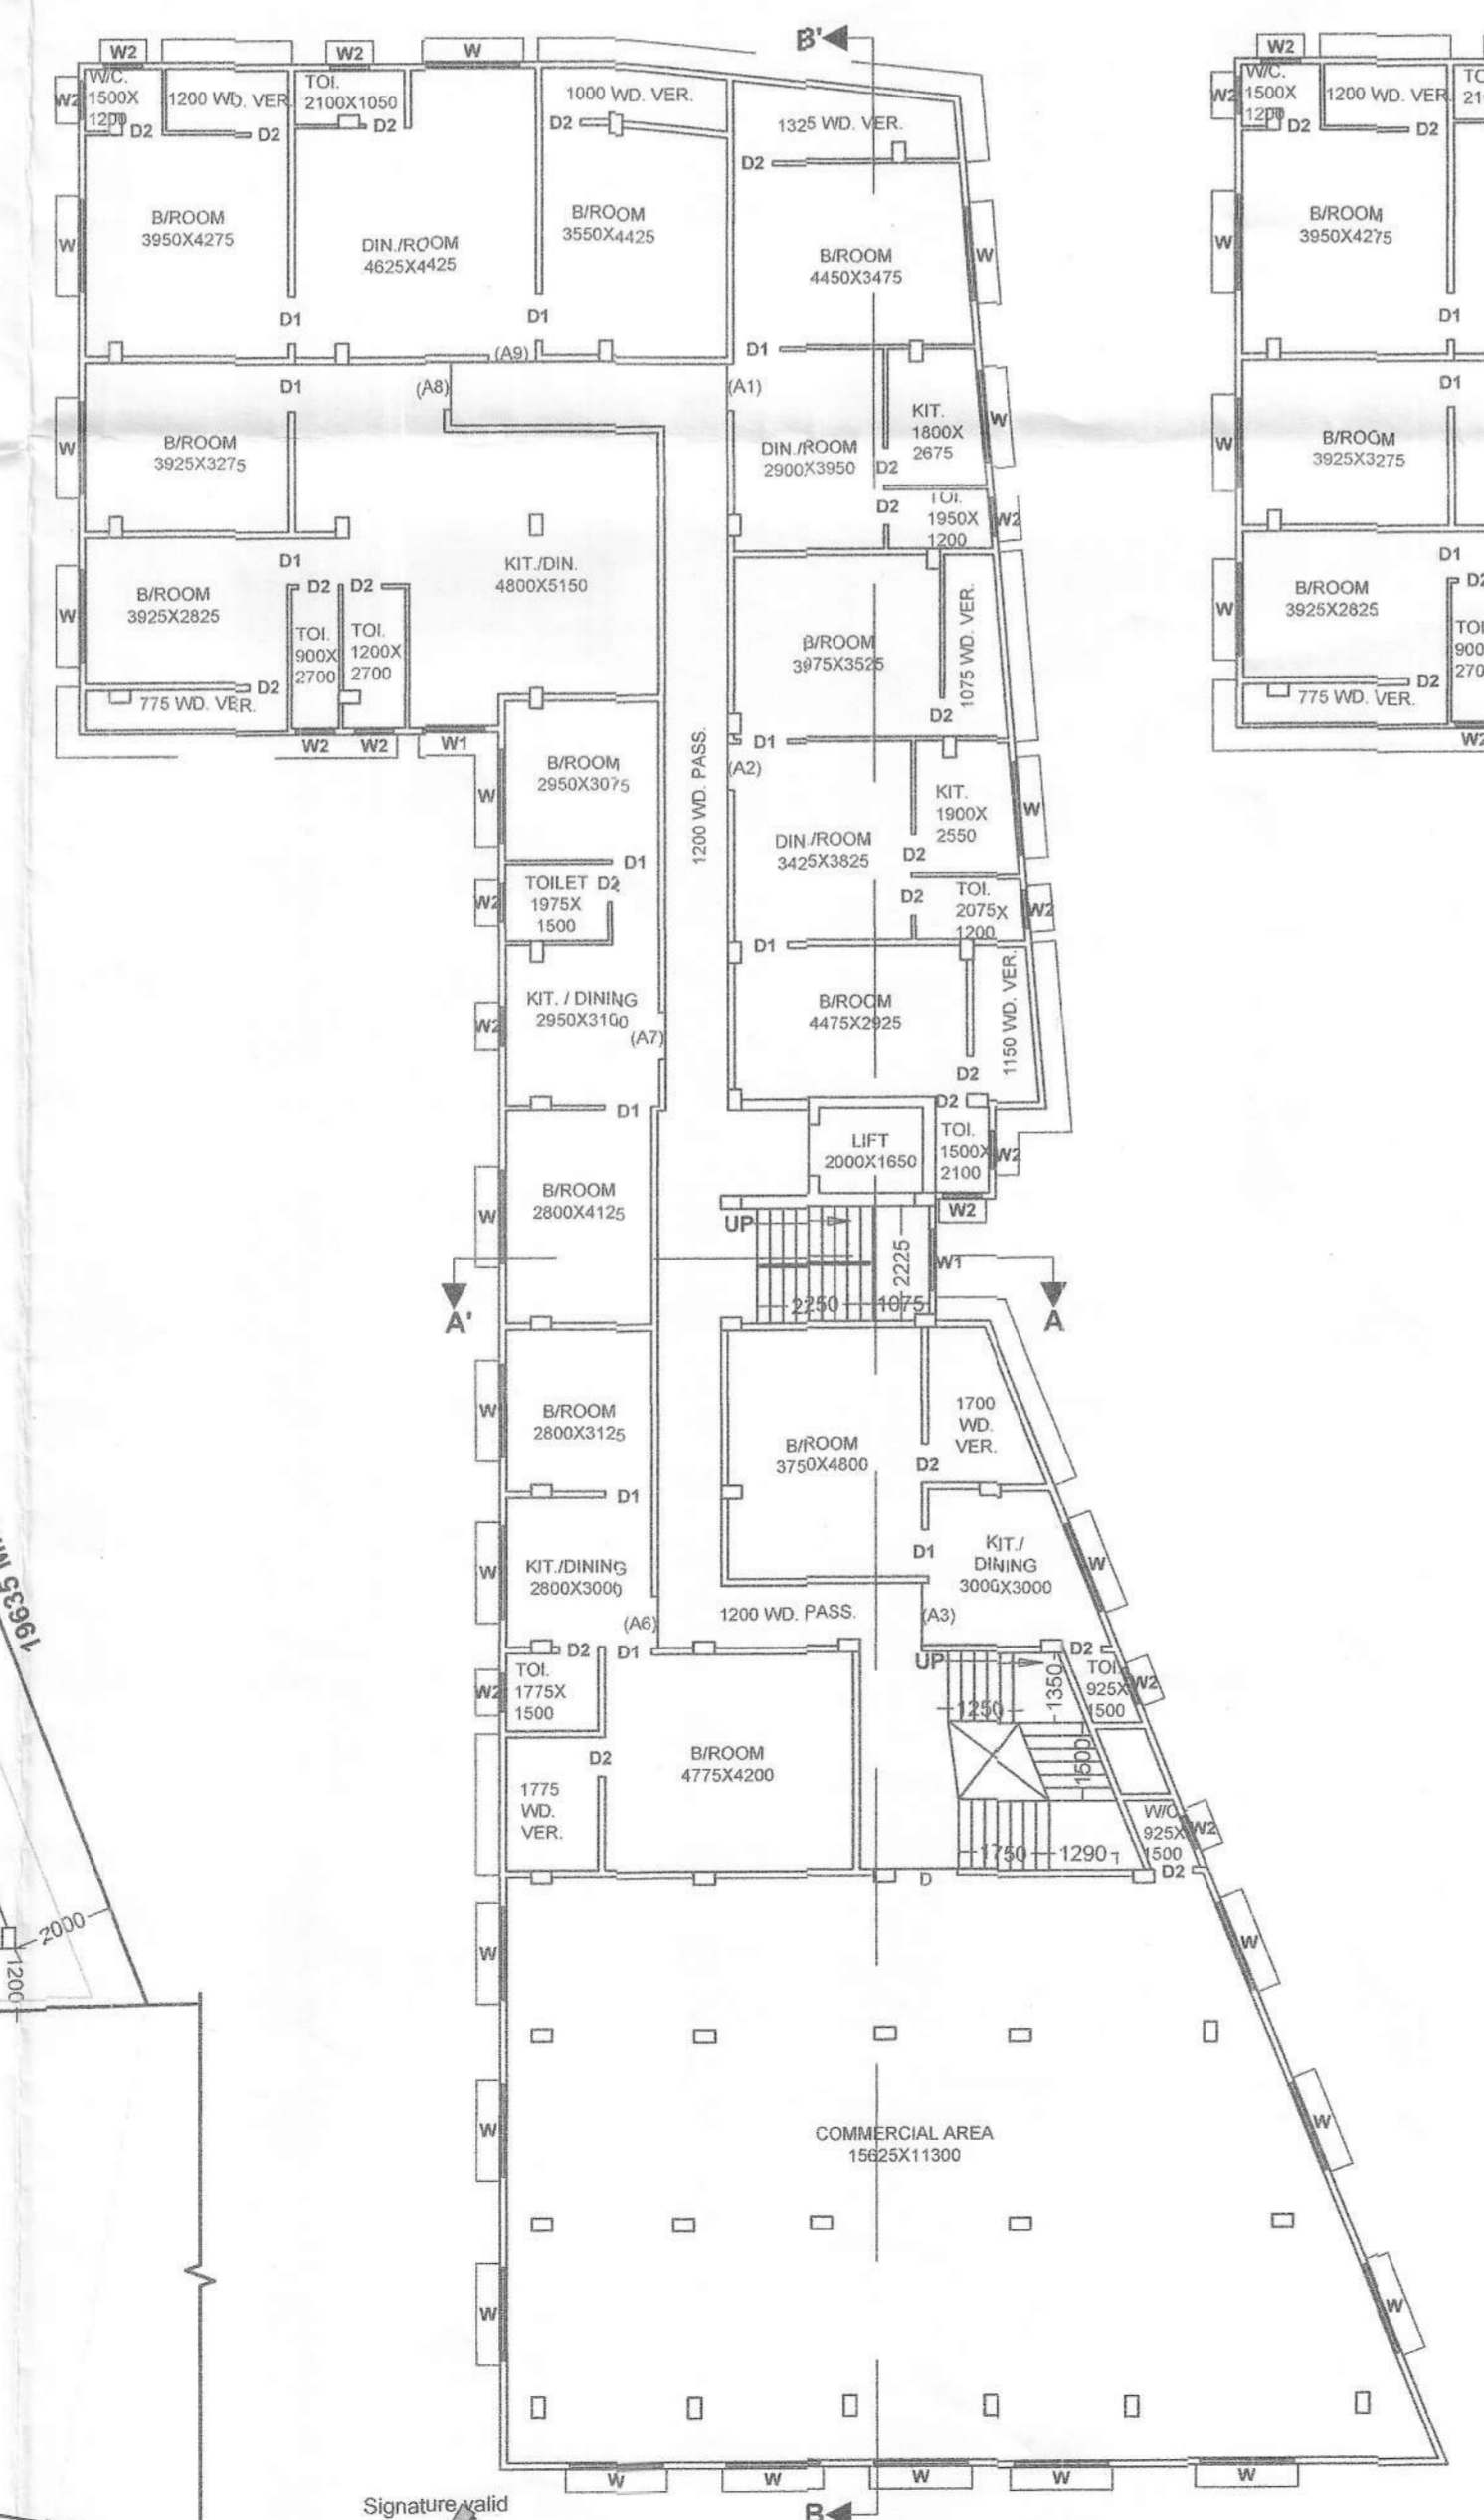 B'
W2
W2
W
W2
W2
W/C.
1500X
1200
D2
1200 WD. VER.
D2
TOI.
2100X1050
D2
1000 WD. VER.
D2
1325 WD. VER.
D2
W2
W/C.
1500X
1200
D2
1200 WD. VER.
D2
W
B/ROOM
3950X4275
DIN./ROOM
4625X4425
B/ROOM
3550X4425
B/ROOM
4450X3475
W
W
B/ROOM
3950X4275
D1
D1
(A9)
D1
D1
D1
(A8)
(A1)
D1
W
B/ROOM
3925X3275
DIN./ROOM
2900X3950
D2
KIT.
1800X
2675
W
W
B/ROOM
3925X3275
D2
TOI.
1950X
1200
W2
D1
KIT./DIN.
4800X5150
D1
W
B/ROOM
3925X2825
D2
D2
TOI.
900X
2700
TOI.
1200X
2700
D2
775 WD. VER.
B/ROOM
3975X3525
1075 WD. VER.
D2
W
B/ROOM
3925X2825
D2
775 WD. VER.
W2
W2
W1
D1
(A2)
1200 WD. PASS.
W
B/ROOM
2950X3075
D1
KIT.
1900X
2550
W
DIN./ROOM
3425X3825
D2
W2
TOILET
D2
1975X
1500
D2
TOI.
2075X
1200
W2
D1
W2
KIT. / DINING
2950X3100
(A7)
B/ROOM
4475X2925
1150 WD. VER.
D2
D1
D2
LIFT
2000X1650
TOI.
1500X
2100
W2
W
B/ROOM
2800X4125
UP
W2
2225
W1
2250
1075
A'
A
W
B/ROOM
2800X3125
D1
B/ROOM
3750X4800
1700
WD.
VER.
D2
W
KIT./DINING
2800X3000
(A6)
D1
KIT./
DINING
3000X3000
W
1200 WD. PASS.
(A3)
D2
D1
UP
D2
W2
TOI.
1775X
1500
1250
1350
TOI.
925X
1500
W2
B/ROOM
4775X4200
D2
1775
WD.
VER.
1500
W/C
925X
1500
W2
1750
1290
D2
D
19635
2000
1200
W
W
W
W
COMMERCIAL AREA
15625X11300
W
W
W
W
W
W
W
Signature valid
B